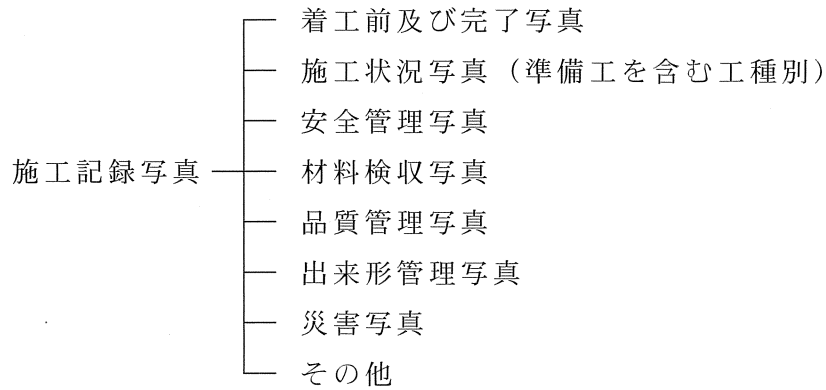 着工前及び完了写真
施工状況写真（準備工を含む工種別）
安全管理写真
施工記録写真
材料検収写真
品質管理写真
出来形管理写真
災害写真
その他